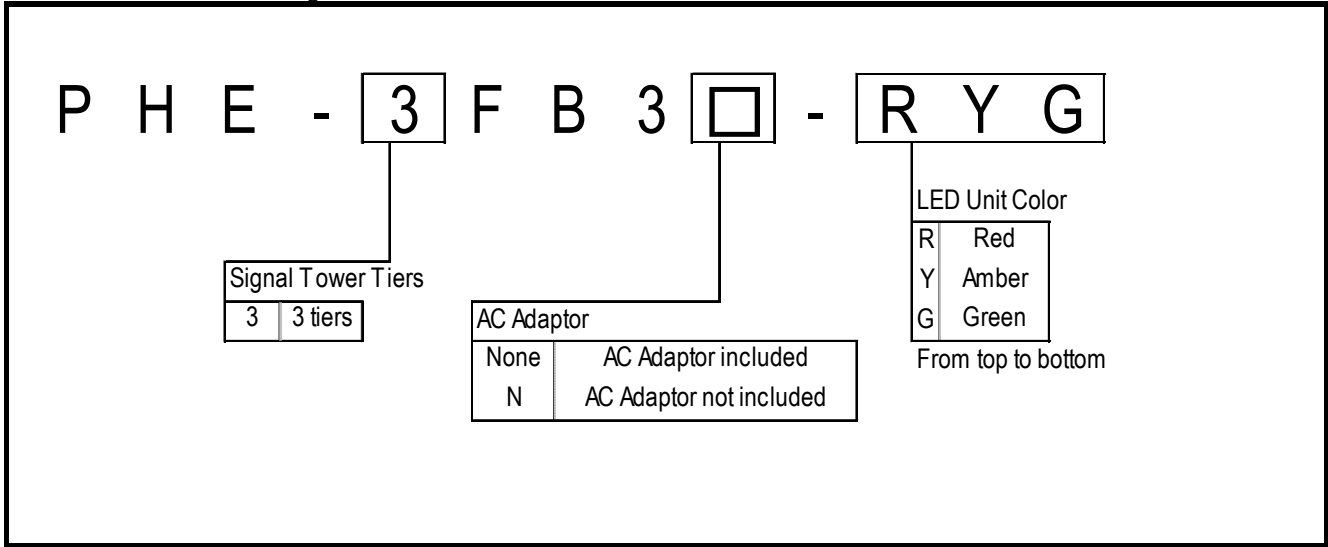 P H E - 3 F B 3 □ - R Y G
LED Unit Color
R Red
Y Amber
G Green
From top to bottom
Signal Tower Tiers
3 3 tiers
AC Adaptor
None AC Adaptor included
N AC Adaptor not included